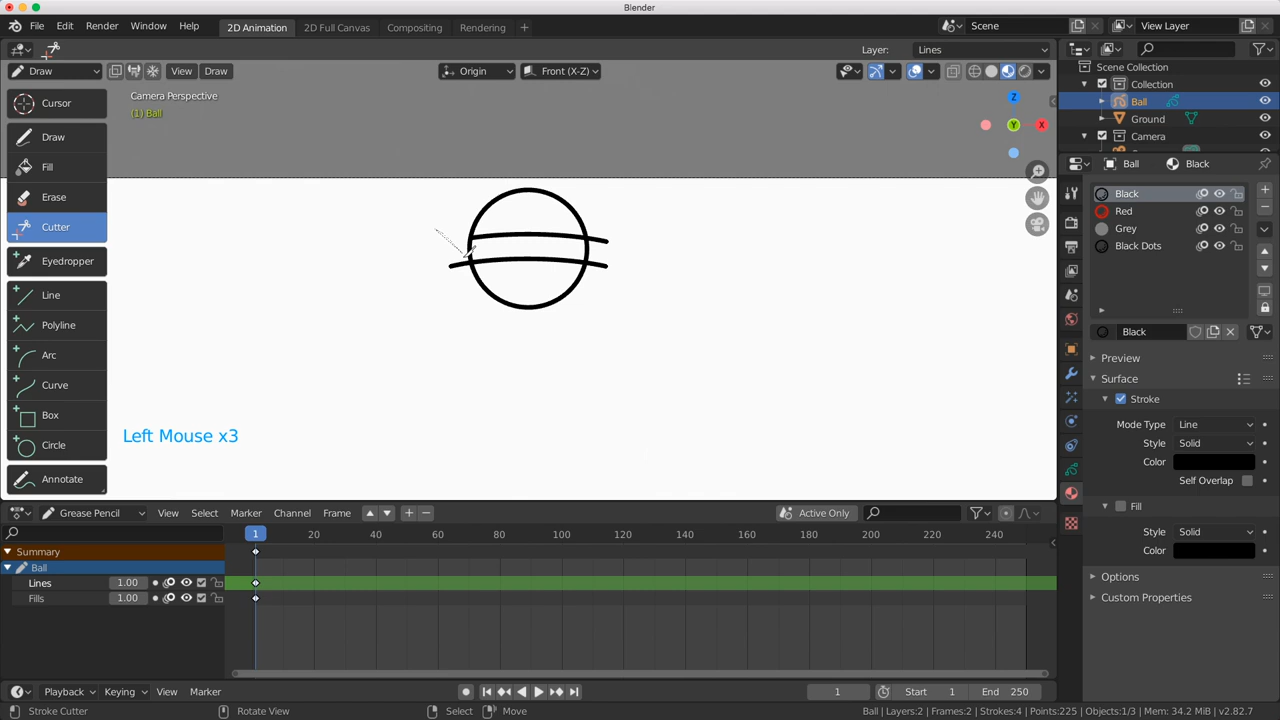 Blender
File Edit Render Window Help 2D Animation 2D Full Canvas Compositing Rendering + Scene View Layer
Layer: Lines
Draw View Draw Origin Front (X-Z)
Camera Perspective
(1) Ball
Z
Y
X
Cursor
Draw
Fill
Erase
Cutter
Eyedropper
Line
Polyline
Arc
Curve
Box
Circle
Annotate
Left Mouse x3
Scene Collection
Collection
Ball
Ground
Camera
Ball Black
Black
Red
Grey
Black Dots
Black
Preview
Surface
Stroke
Mode Type Line
Style Solid
Color
Self Overlap
Fill
Style Solid
Color
Options
Custom Properties
Grease Pencil View Select Marker Channel Frame Active Only
1 20 40 60 80 100 120 140 160 180 200 220 240
Summary
Ball
Lines 1.00
Fills 1.00
Playback Keying View Marker 1 Start 1 End 250
Stroke Cutter Rotate View Select Move Ball | Layers:2 | Frames:2 | Strokes:4 | Points:225 | Objects:1/3 | Mem: 34.2 MiB | v2.82.7